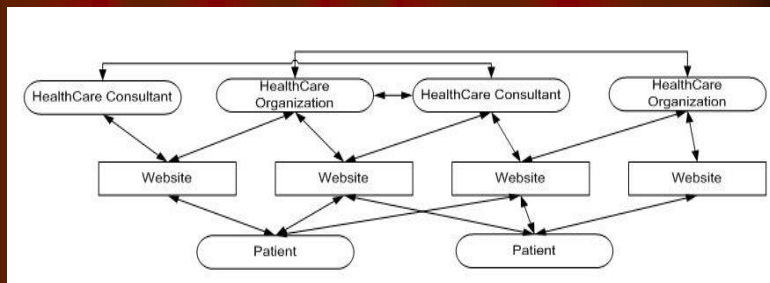 HealthCare Consultant
HealthCare
Organization
HealthCare Consultant
HealthCare
Organization
Website
Website
Website
Website
Patient
Patient